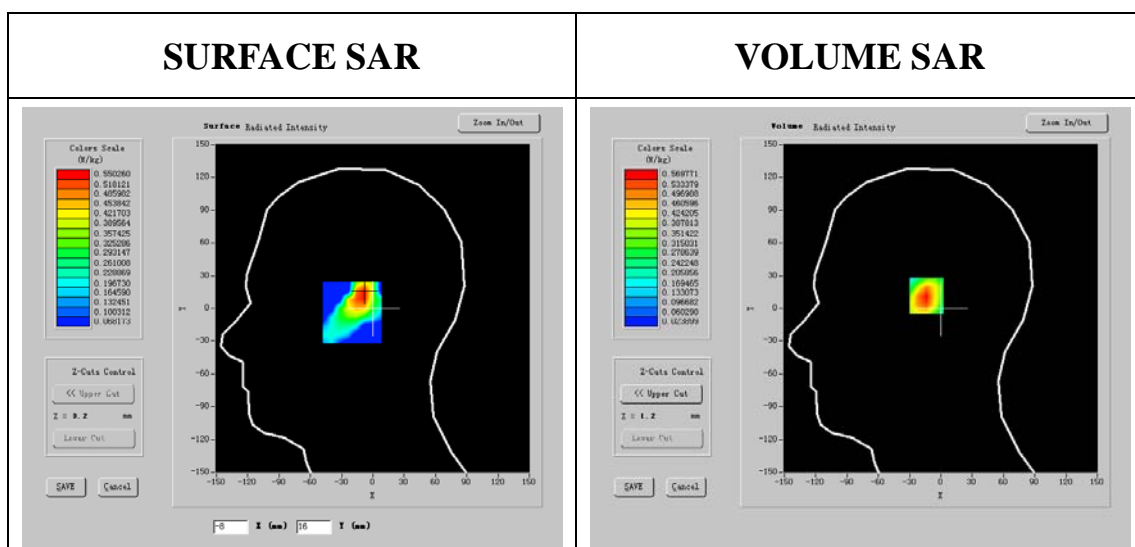 SURFACE SAR
VOLUME SAR
Surface Radiated Intensity
Zoom In/Out
Colors Scale
(W/kg)
0.550260
0.518121
0.485982
0.453842
0.421703
0.389564
0.357425
0.325286
0.293147
0.261008
0.228869
0.196730
0.164590
0.132451
0.100312
0.068173
150
120
90
60
30
0
-30
-60
-90
-120
-150
Y
-150 -120 -90 -60 -30 0 30 60 90 120 150
X
Z-Cuts Control
<< Upper Cut
Lower Cut
SAVE Cancel
-8 X (mm) 16 Y (mm)
Volume Radiated Intensity
Zoom In/Out
Colors Scale
(W/kg)
0.569771
0.533379
0.496988
0.460596
0.424205
0.387813
0.351422
0.315031
0.278639
0.242248
0.205856
0.169465
0.133073
0.096682
0.060290
0.023899
150
120
90
60
30
0
-30
-60
-90
-120
-150
Y
-150 -120 -90 -60 -30 0 30 60 90 120 150
X
Z-Cuts Control
<< Upper Cut
Z = 1.2 mm
Lower Cut
SAVE Cancel